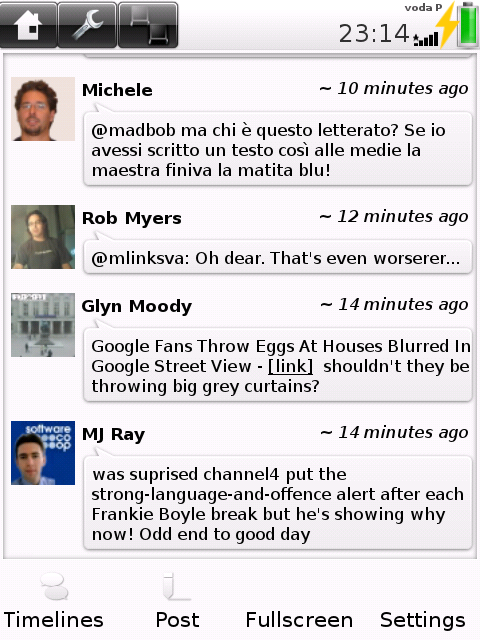 voda P
23:14
Michele
~ 10 minutes ago
@madbob ma chi è questo letterato? Se io
avessi scritto un testo così alle medie la
maestra finiva la matita blu!
Rob Myers
~ 12 minutes ago
@mlinksva: Oh dear. That's even worserer...
Glyn Moody
~ 14 minutes ago
Google Fans Throw Eggs At Houses Blurred In
Google Street View - [link] shouldn't they be
throwing big grey curtains?
software
coop
MJ Ray
~ 14 minutes ago
was suprised channel4 put the
strong-language-and-offence alert after each
Frankie Boyle break but he's showing why
now! Odd end to good day
Timelines
Post
Fullscreen
Settings